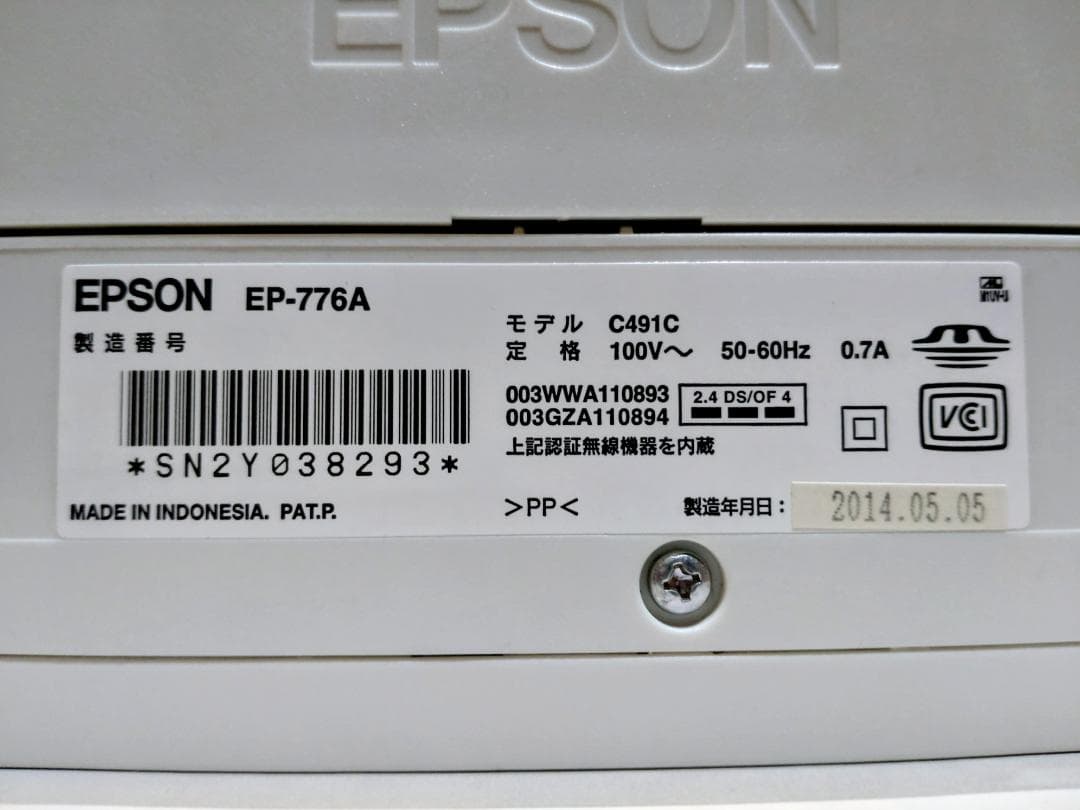 EPSON
EPSON EP-776A
製造番号
*SN2Y038293*
MADE IN INDONESIA. PAT.P.
モデル C491C
定格 100V～ 50-60Hz 0.7A
003WWA110893
003GZA110894
2.4 DS/OF 4
上記認証無線機器を内蔵
>PP<
製造年月日：2014.05.05
VCI